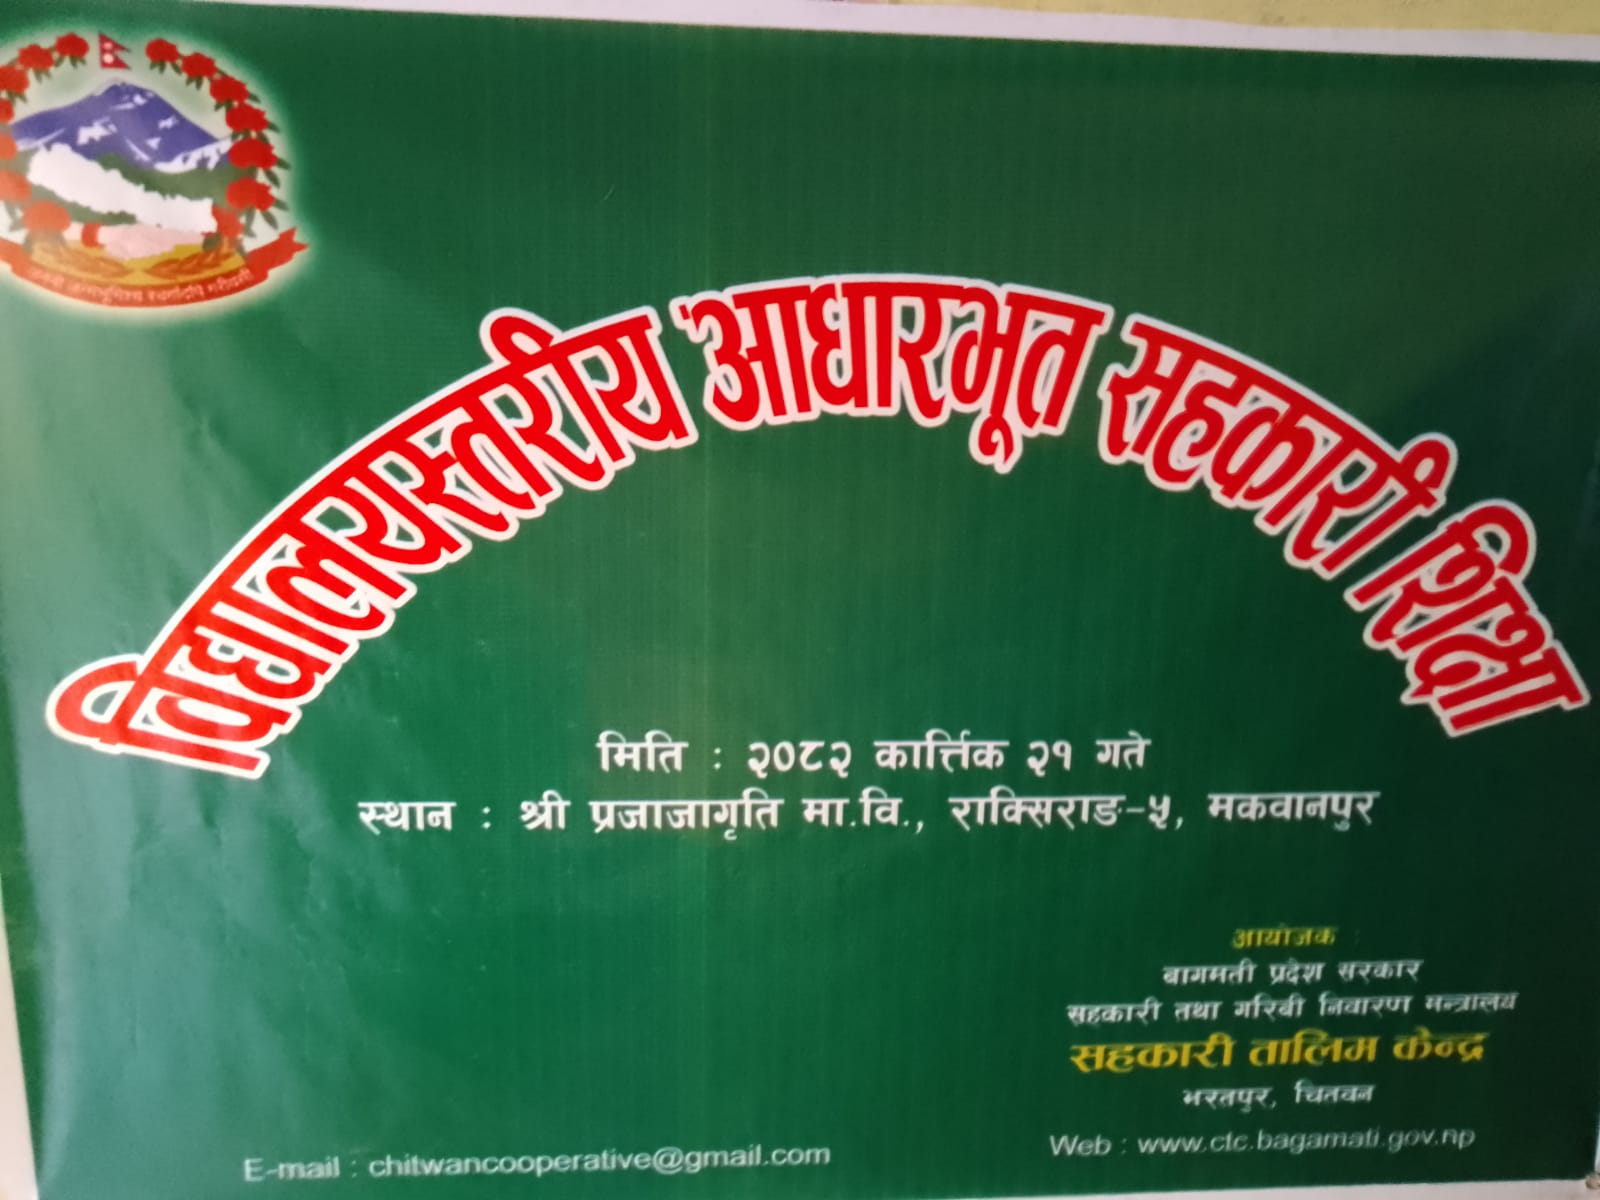 विद्यालयस्तरीय आधारभूत सहकारी शिक्षा
मिति : २०८२ कार्त्तिक २१ गते
स्थान : श्री प्रजाजागृति मा.वि., राक्सिराङ-५, मकवानपुर
आयोजक :
बागमती प्रदेश सरकार
सहकारी तथा गरिबी निवारण मन्त्रालय
सहकारी तालिम केन्द्र
भरतपुर, चितवन
E-mail : chitwancooperative@gmail.com
Web : www.ctc.bagamati.gov.np